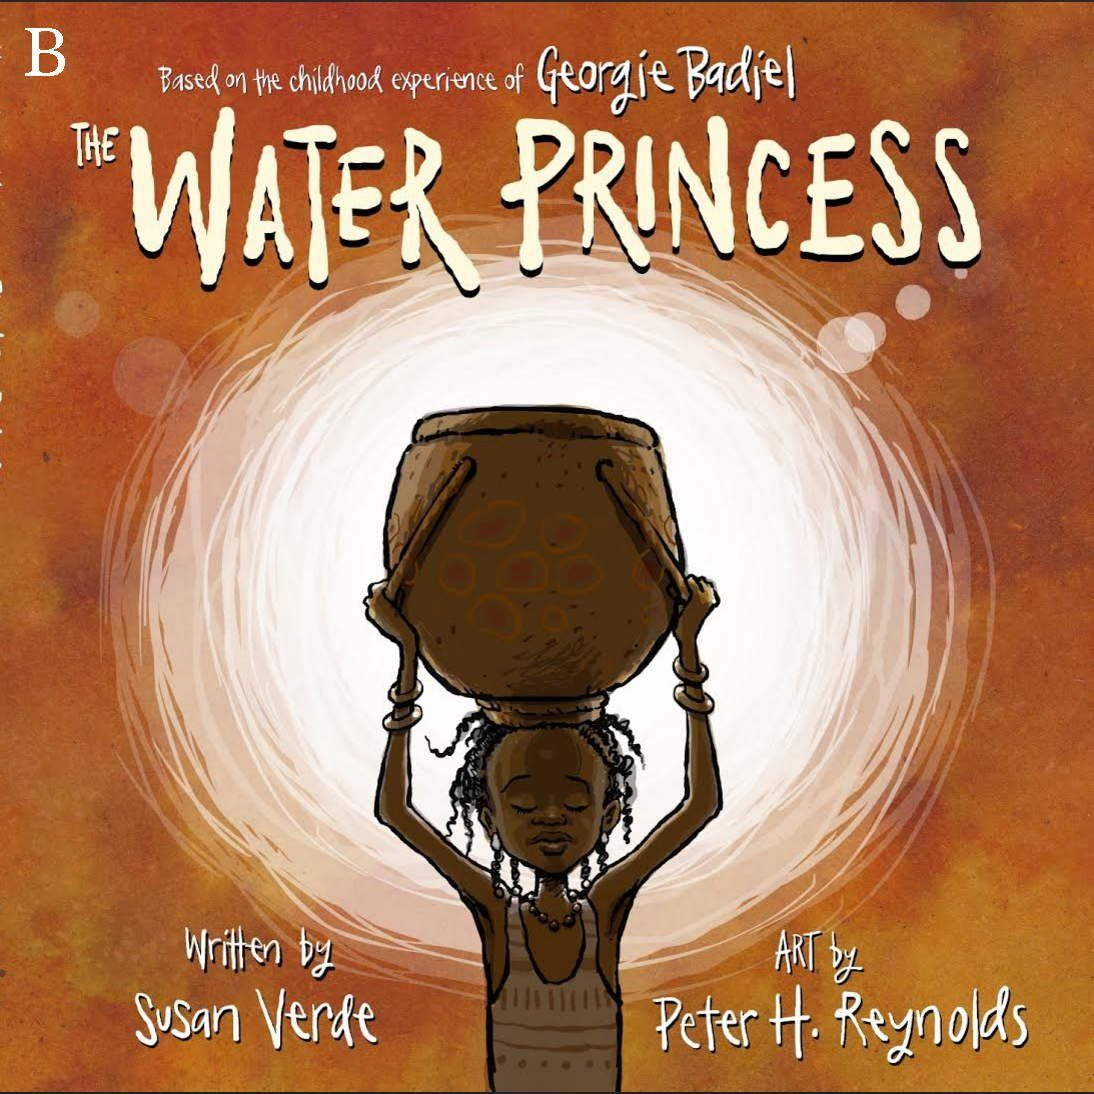 B
Based on the childhood experience of Georgie Badiel
THE WATER PRINCESS
Written by
Susan Verde
ART by
Peter H. Reynolds